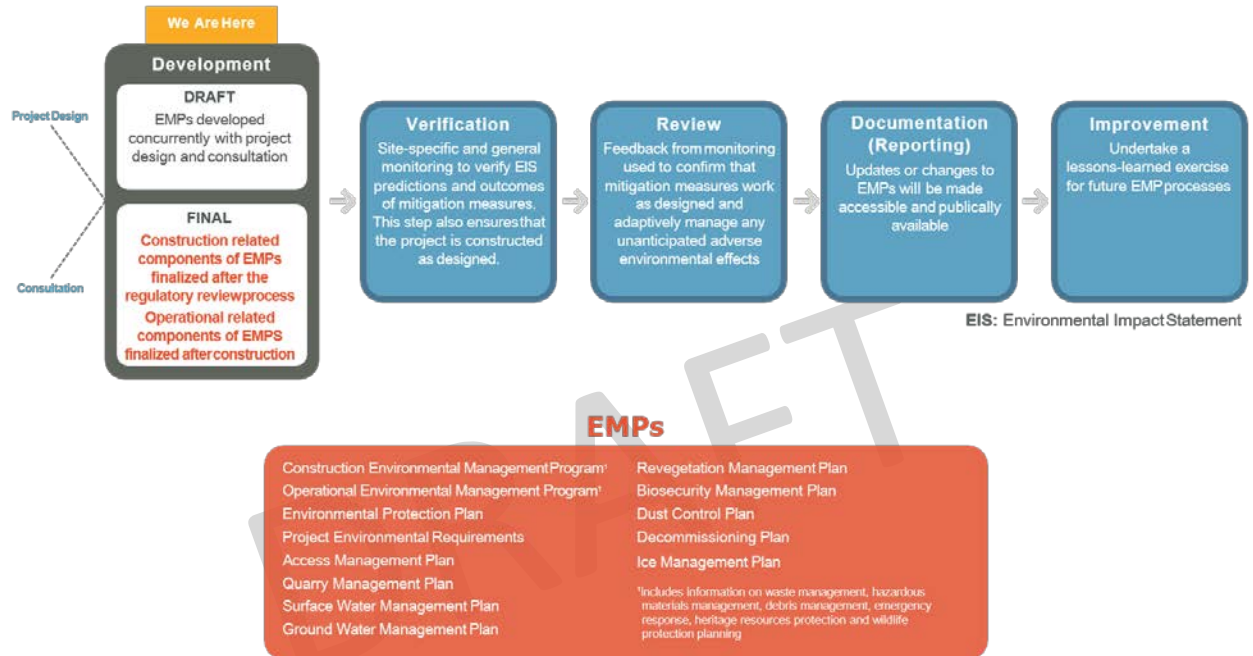 We Are Here
Development
DRAFT
EMPs developed
concurrently with project
design and consultation
FINAL
Construction related
components of EMPs
finalized after the
regulatory reviewprocess
Operational related
components of EMPS
finalized afterconstruction
Project Design
Consultation
Verification
Site-specific and general
monitoring to verify EIS
predictions and outcomes
of mitigation measures.
This step also ensures that
the project is constructed
as designed.
Review
Feedback from monitoring
used to confirm that
mitigation measures work
as designed and
adaptively manage any
unanticipated adverse
environmental effects
Documentation
(Reporting)
Updates or changes to
EMPs will be made
accessible and publically
available
Improvement
Undertake a
lessons-learned exercise
for future EMP processes
EIS: Environmental Impact Statement
DRAFT
EMPs
Construction Environmental Management Program¹
Operational Environmental Management Program¹
Environmental Protection Plan
Project Environmental Requirements
Access Management Plan
Quarry Management Plan
Surface Water Management Plan
Ground Water Management Plan
Revegetation Management Plan
Biosecurity Management Plan
Dust Control Plan
Decommissioning Plan
Ice Management Plan
¹Includes information on waste management, hazardous
materials management, debris management, emergency
response, heritage resources protection and wildlife
protection planning